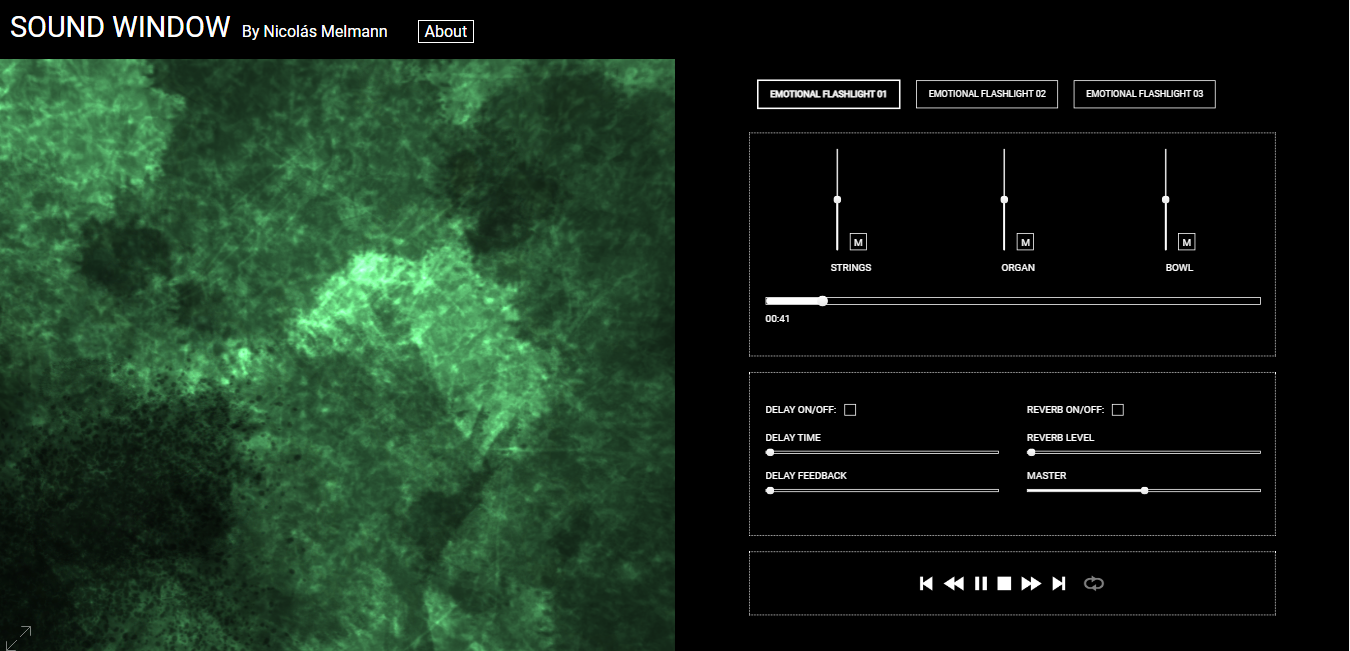 SOUND WINDOW By Nicolás Melmann About
EMOTIONAL FLASHLIGHT 01 EMOTIONAL FLASHLIGHT 02 EMOTIONAL FLASHLIGHT 03
M M M
STRINGS ORGAN BOWL
00:41
DELAY ON/OFF: REVERB ON/OFF:
DELAY TIME REVERB LEVEL
DELAY FEEDBACK MASTER